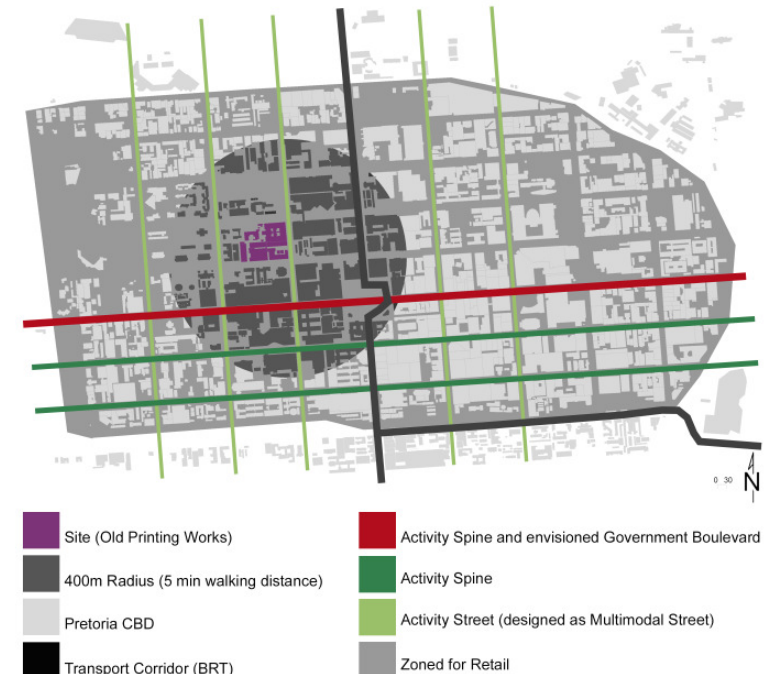 0 30
N
Site (Old Printing Works)
400m Radius (5 min walking distance)
Pretoria CBD
Transport Corridor (BRT)
Activity Spine and envisioned Government Boulevard
Activity Spine
Activity Street (designed as Multimodal Street)
Zoned for Retail